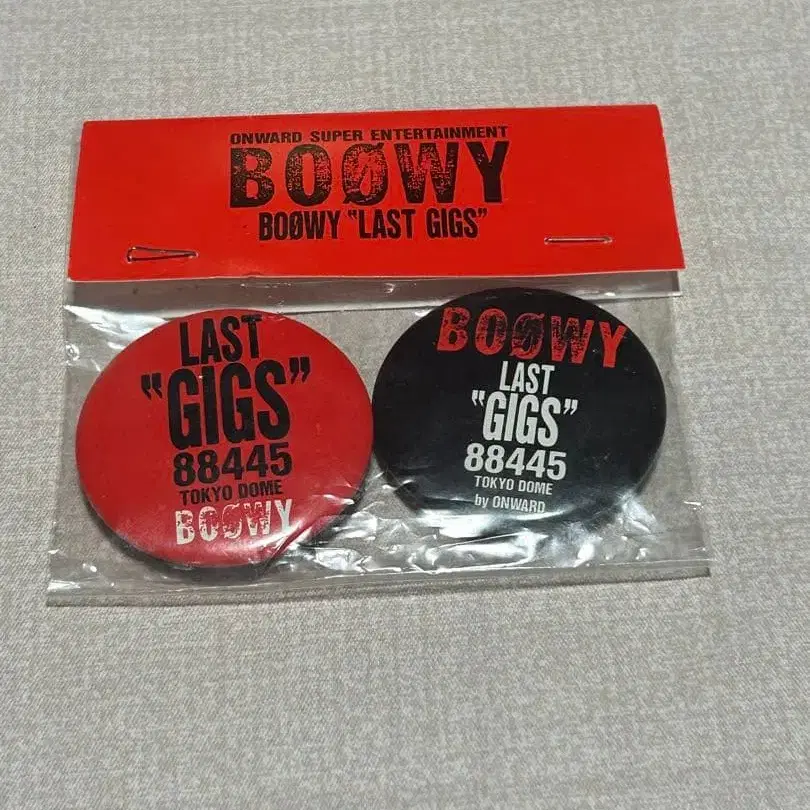 ONWARD SUPER ENTERTAINMENT
BOØWY
BOØWY "LAST GIGS"
LAST
"GIGS"
88445
TOKYO DOME
BOØWY
BOØWY
LAST
"GIGS"
88445
TOKYO DOME
by ONWARD